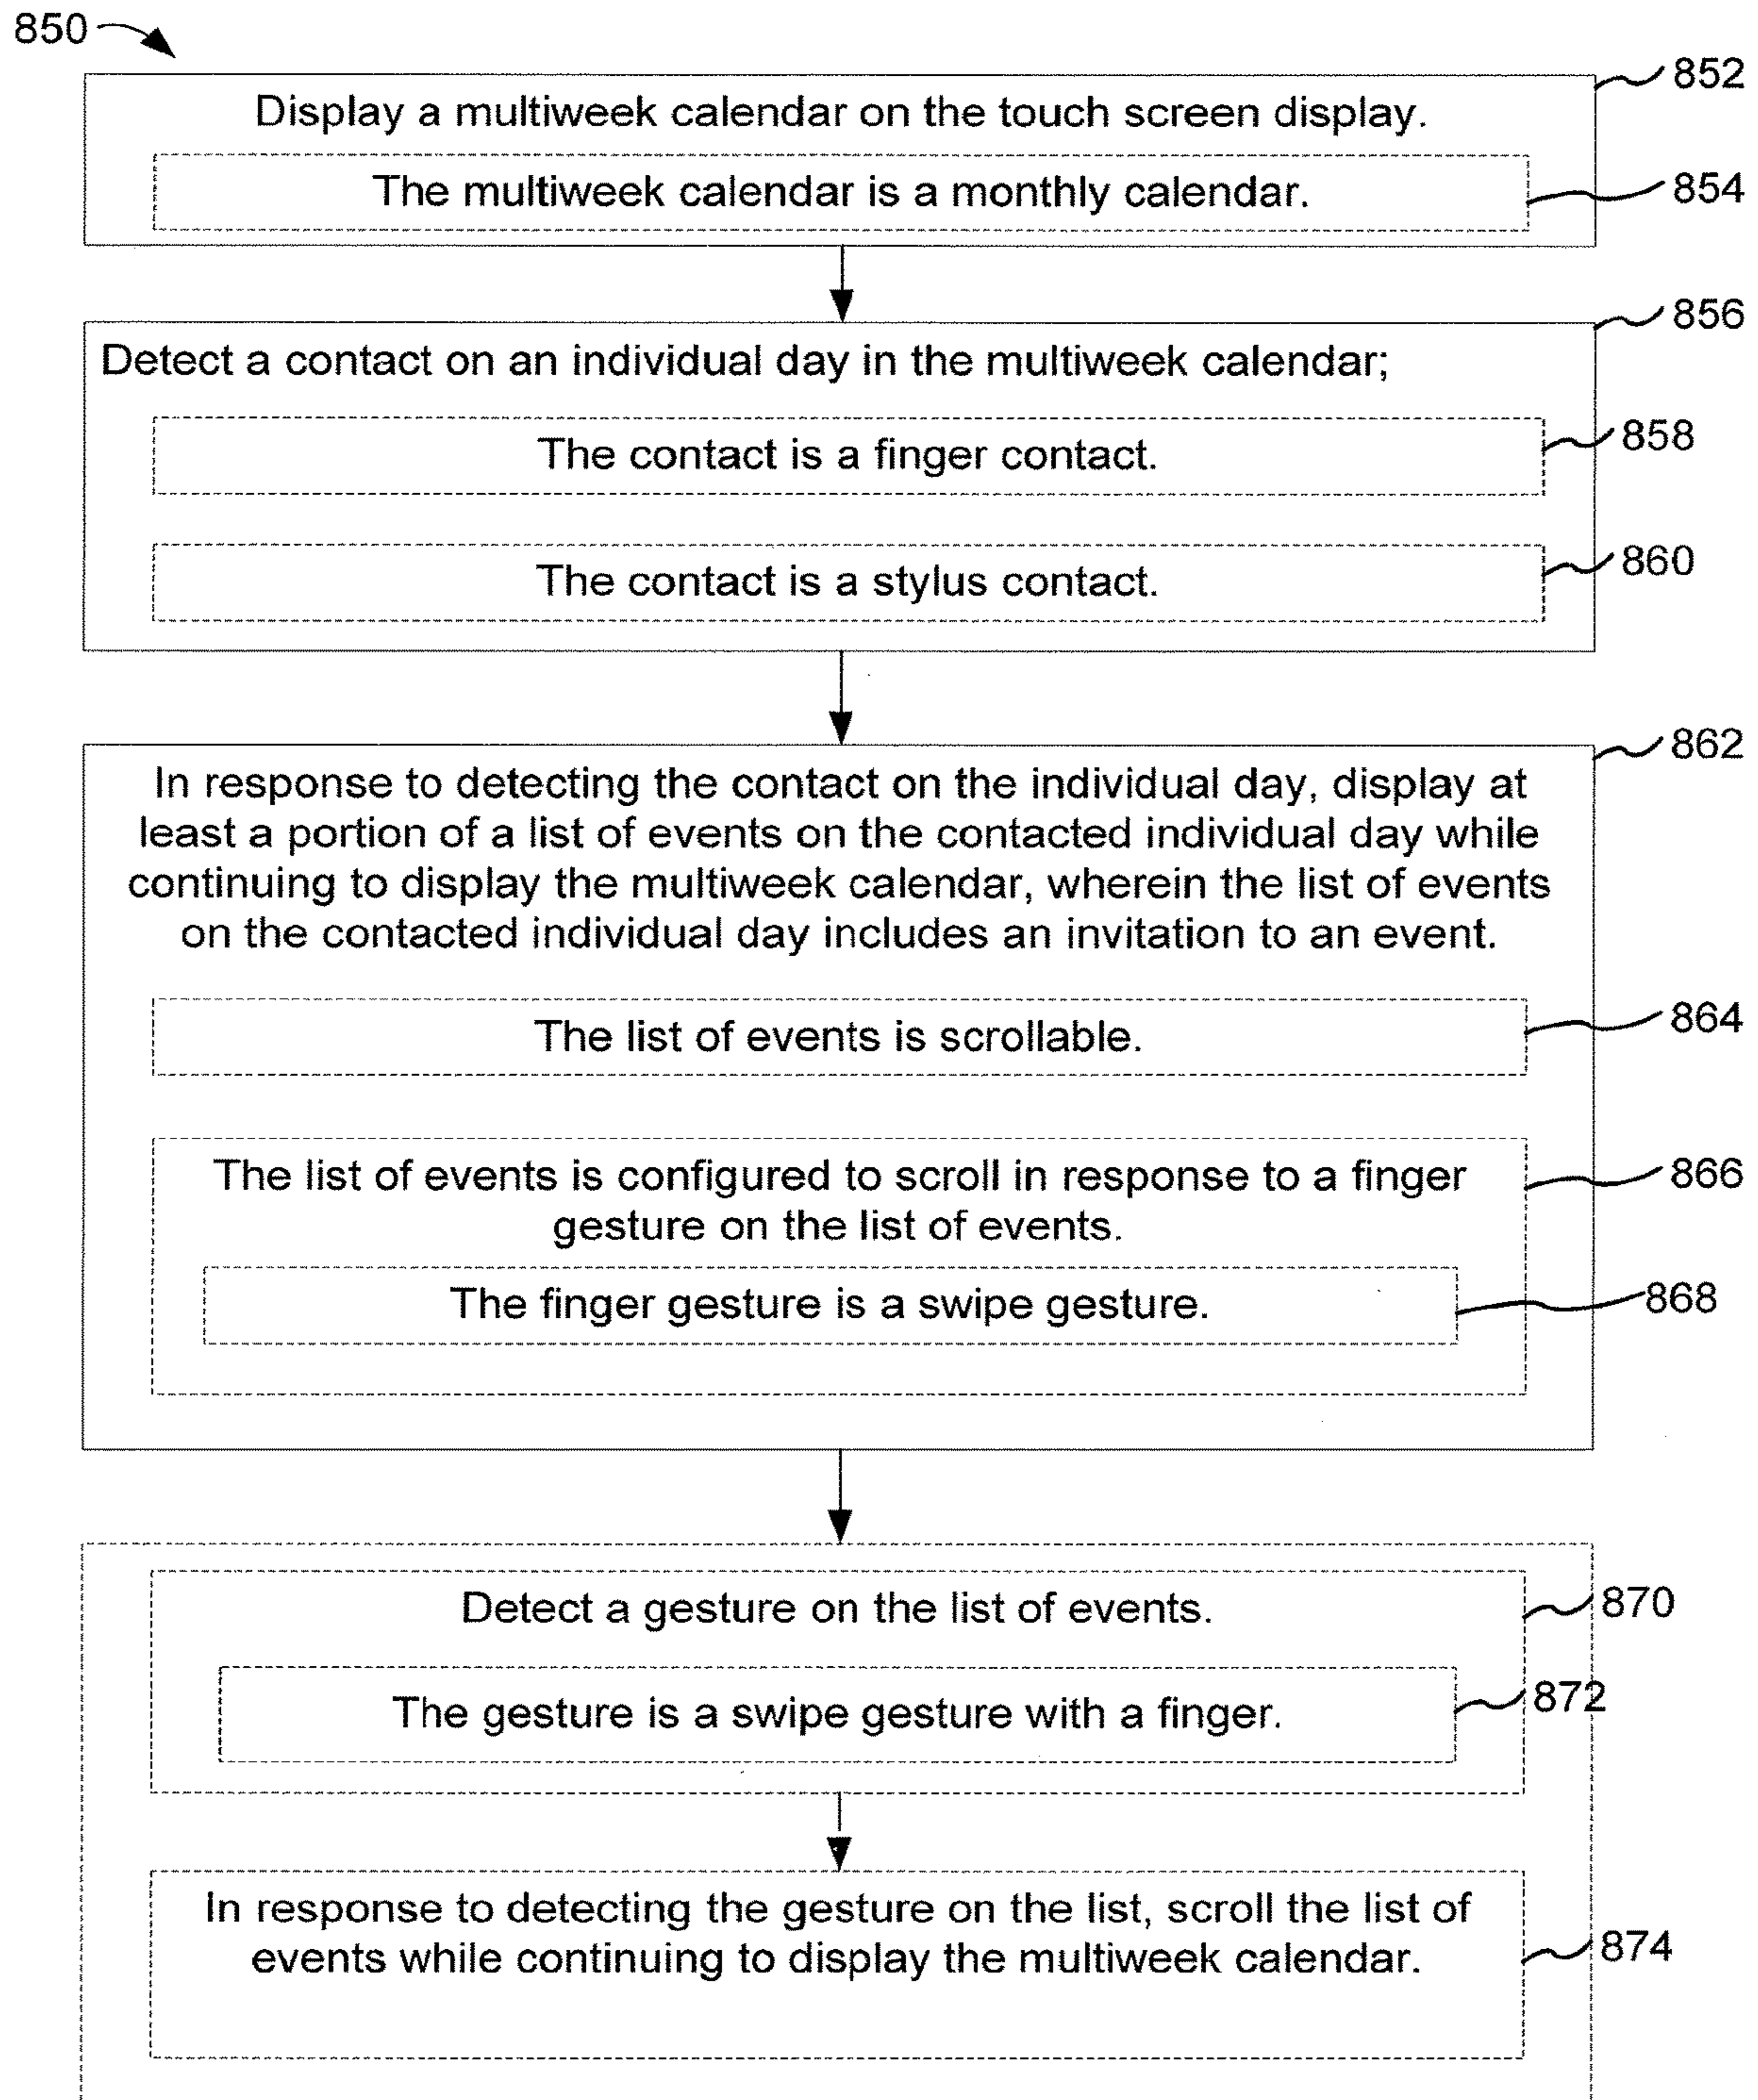 850
852
Display a multiweek calendar on the touch screen display.
The multiweek calendar is a monthly calendar.
854
856
Detect a contact on an individual day in the multiweek calendar;
The contact is a finger contact.
858
The contact is a stylus contact.
860
862
In response to detecting the contact on the individual day, display at
least a portion of a list of events on the contacted individual day while
continuing to display the multiweek calendar, wherein the list of events
on the contacted individual day includes an invitation to an event.
The list of events is scrollable.
864
The list of events is configured to scroll in response to a finger
gesture on the list of events.
866
The finger gesture is a swipe gesture.
868
Detect a gesture on the list of events.
870
The gesture is a swipe gesture with a finger.
872
In response to detecting the gesture on the list, scroll the list of
events while continuing to display the multiweek calendar.
874